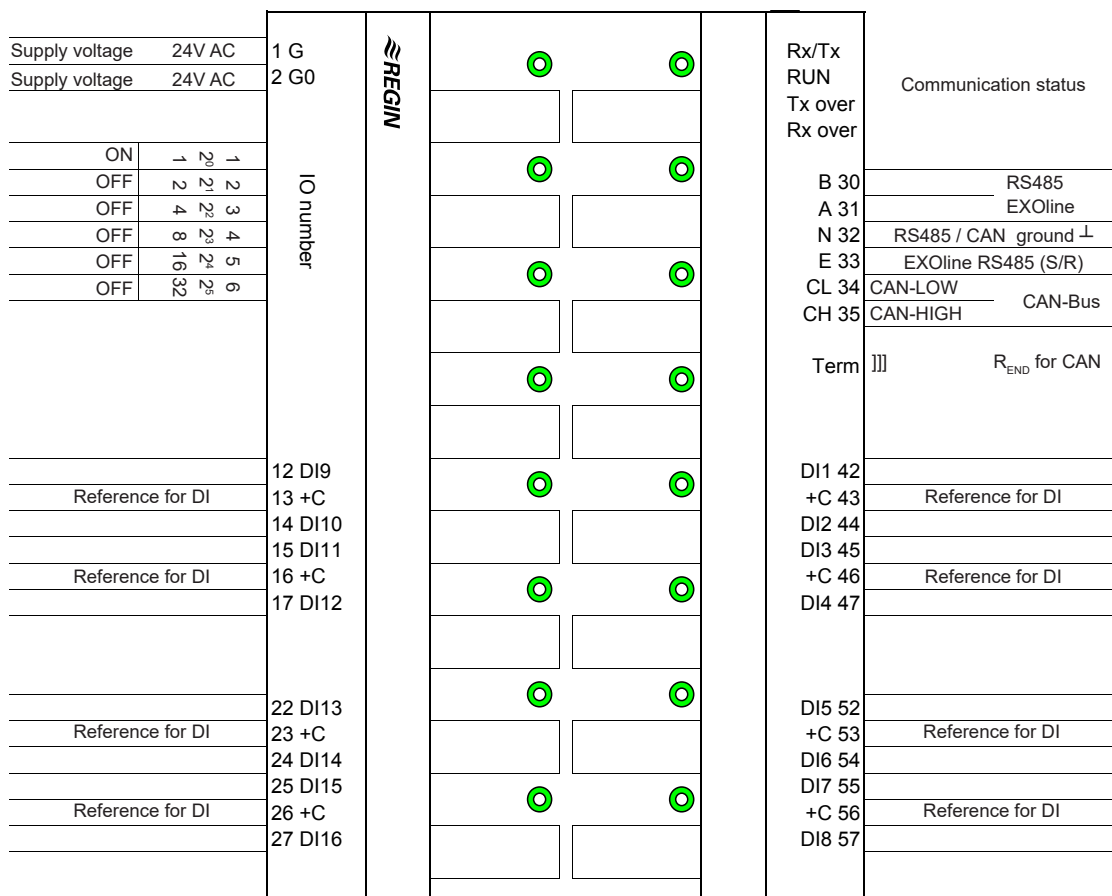 Supply voltage 24V AC 1 G
Supply voltage 24V AC 2 G0
REGIN
ON 1 2⁰ 1
OFF 2 2¹ 2
OFF 4 2² 3
OFF 8 2³ 4
OFF 16 2⁴ 5
OFF 32 2⁵ 6
IO number
12 DI9
Reference for DI 13 +C
14 DI10
15 DI11
Reference for DI 16 +C
17 DI12
22 DI13
Reference for DI 23 +C
24 DI14
25 DI15
Reference for DI 26 +C
27 DI16
Rx/Tx
RUN
Tx over
Rx over
Communication status
B 30 RS485
A 31 EXOline
N 32 RS485 / CAN ground ⊥
E 33 EXOline RS485 (S/R)
CL 34 CAN-LOW
CH 35 CAN-HIGH
CAN-Bus
Term ]]] R_END for CAN
DI1 42
+C 43 Reference for DI
DI2 44
DI3 45
+C 46 Reference for DI
DI4 47
DI5 52
+C 53 Reference for DI
DI6 54
DI7 55
+C 56 Reference for DI
DI8 57